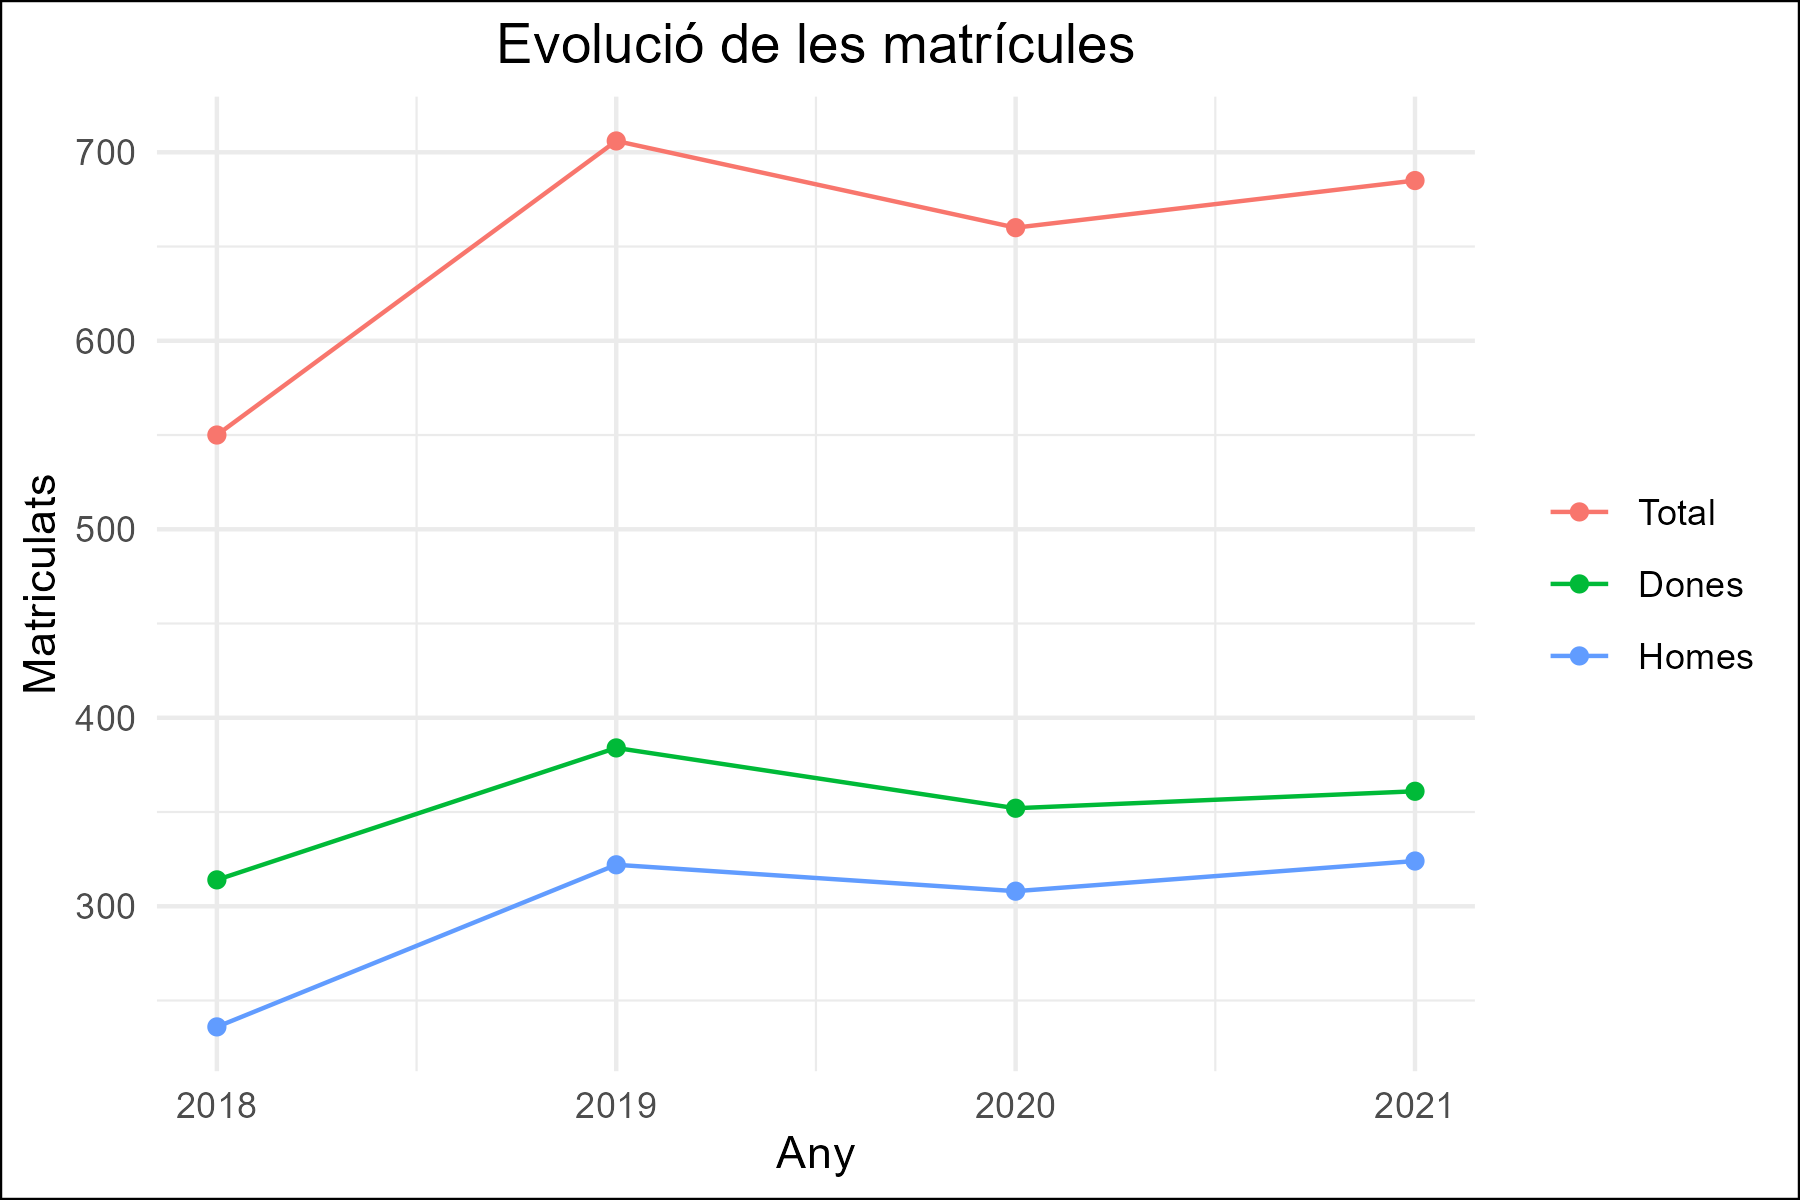 Evolució de les matrícules
Matriculats
700
600
500
400
300
2018
2019
2020
2021
Any
Total
Dones
Homes